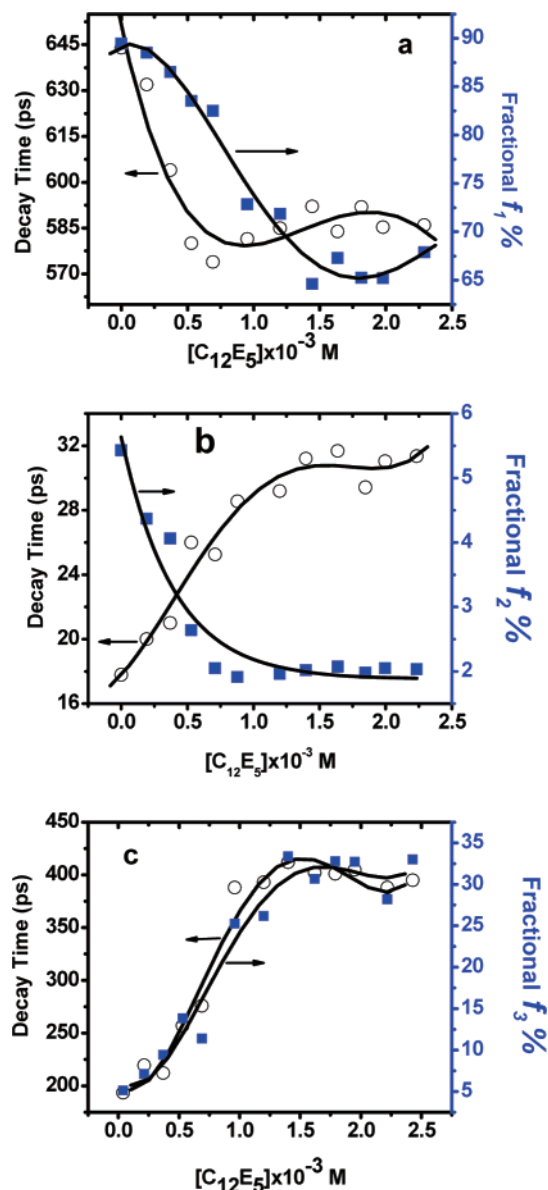 a
645
630
615
600
585
570
Decay Time (ps)
90
85
80
75
70
65
Fractional f₁ %
0.0 0.5 1.0 1.5 2.0 2.5
[C₁₂E₅]x10⁻³ M
b
32
28
24
20
16
Decay Time (ps)
6
5
4
3
2
Fractional f₂ %
0.0 0.5 1.0 1.5 2.0 2.5
[C₁₂E₅]x10⁻³ M
c
450
400
350
300
250
200
Decay Time (ps)
35
30
25
20
15
10
5
Fractional f₃ %
0.0 0.5 1.0 1.5 2.0 2.5
[C₁₂E₅]x10⁻³ M